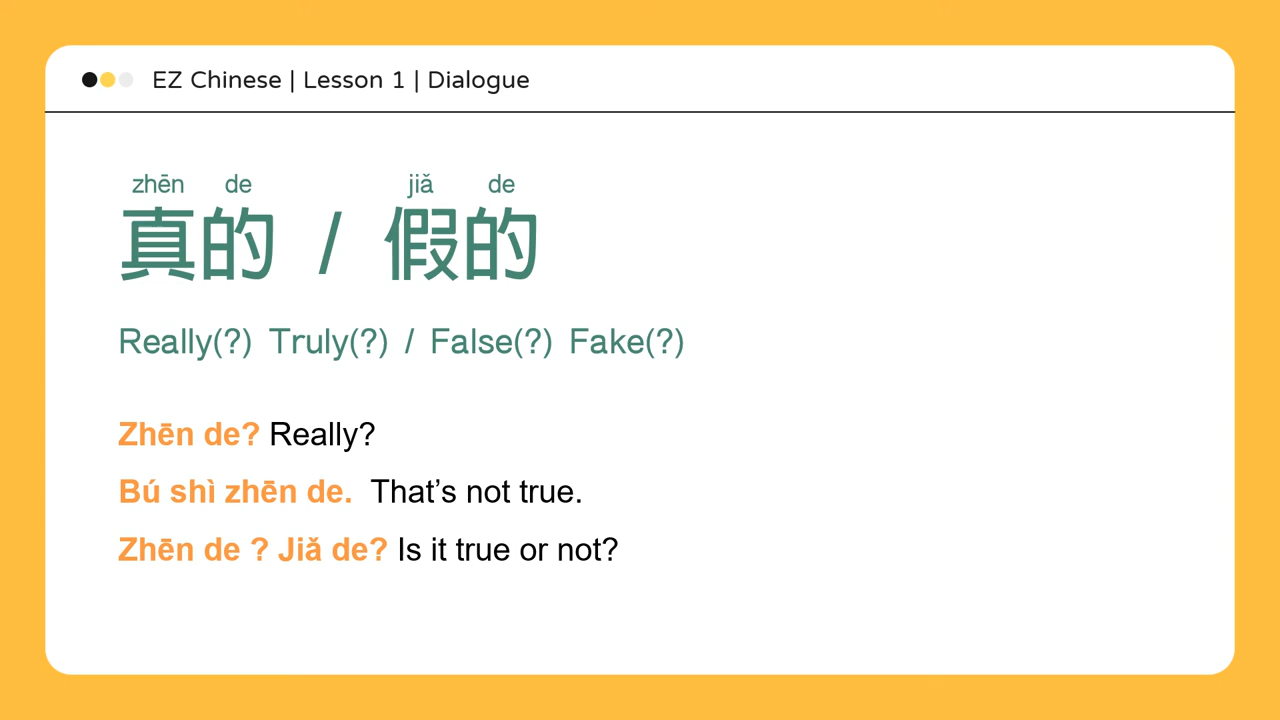 EZ Chinese | Lesson 1 | Dialogue
zhēn de jiǎ de
真的 / 假的
Really(?) Truly(?) / False(?) Fake(?)
Zhēn de? Really?
Bú shì zhēn de. That’s not true.
Zhēn de ? Jiǎ de? Is it true or not?